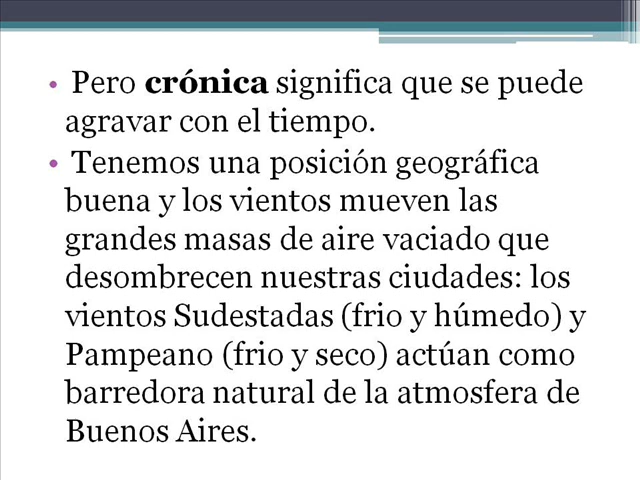 • Pero crónica significa que se puede
agravar con el tiempo.
• Tenemos una posición geográfica
buena y los vientos mueven las
grandes masas de aire vaciado que
desombrecen nuestras ciudades: los
vientos Sudestadas (frio y húmedo) y
Pampeano (frio y seco) actúan como
barredora natural de la atmosfera de
Buenos Aires.